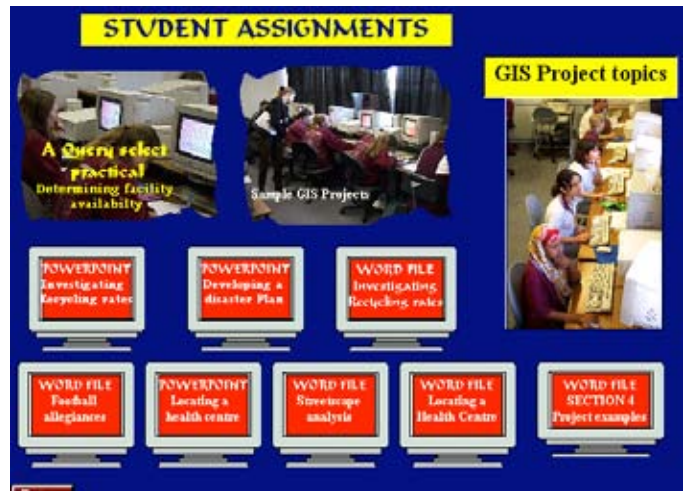 STUDENT ASSIGNMENTS
GIS Project topics
A Query select
practical
Determining facility
availabilty
Sample GIS Projects
POWERPOINT
Investigating
Recycling rates
POWERPOINT
Developing a
disaster Plan
WORD FILE
Investigating
Recycling rates
WORD FILE
Football
allegiances
POWERPOINT
Locating a
health centre
WORD FILE
Streetscape
analysis
WORD FILE
Locating a
Health Centre
WORD FILE
SECTION 4
Project examples